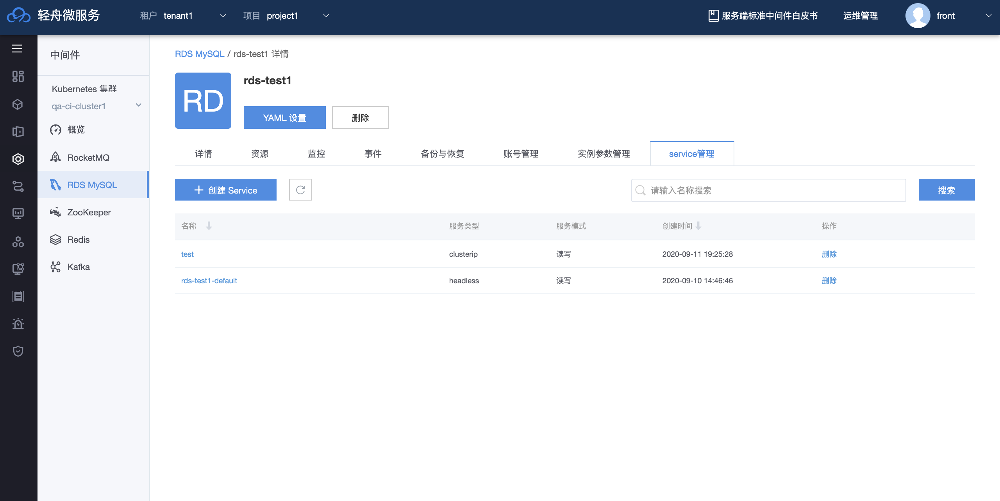 轻舟微服务
租户 tenant1
项目 project1
服务端标准中间件白皮书
运维管理
front
中间件
Kubernetes 集群
qa-ci-cluster1
概览
RocketMQ
RDS MySQL
ZooKeeper
Redis
Kafka
RDS MySQL / rds-test1 详情
RD
rds-test1
YAML 设置
删除
详情 资源 监控 事件 备份与恢复 账号管理 实例参数管理 service管理
创建 Service
请输入名称搜索
搜索
名称 服务类型 服务模式 创建时间 操作
test clusterip 读写 2020-09-11 19:25:28 删除
rds-test1-default headless 读写 2020-09-10 14:46:46 删除